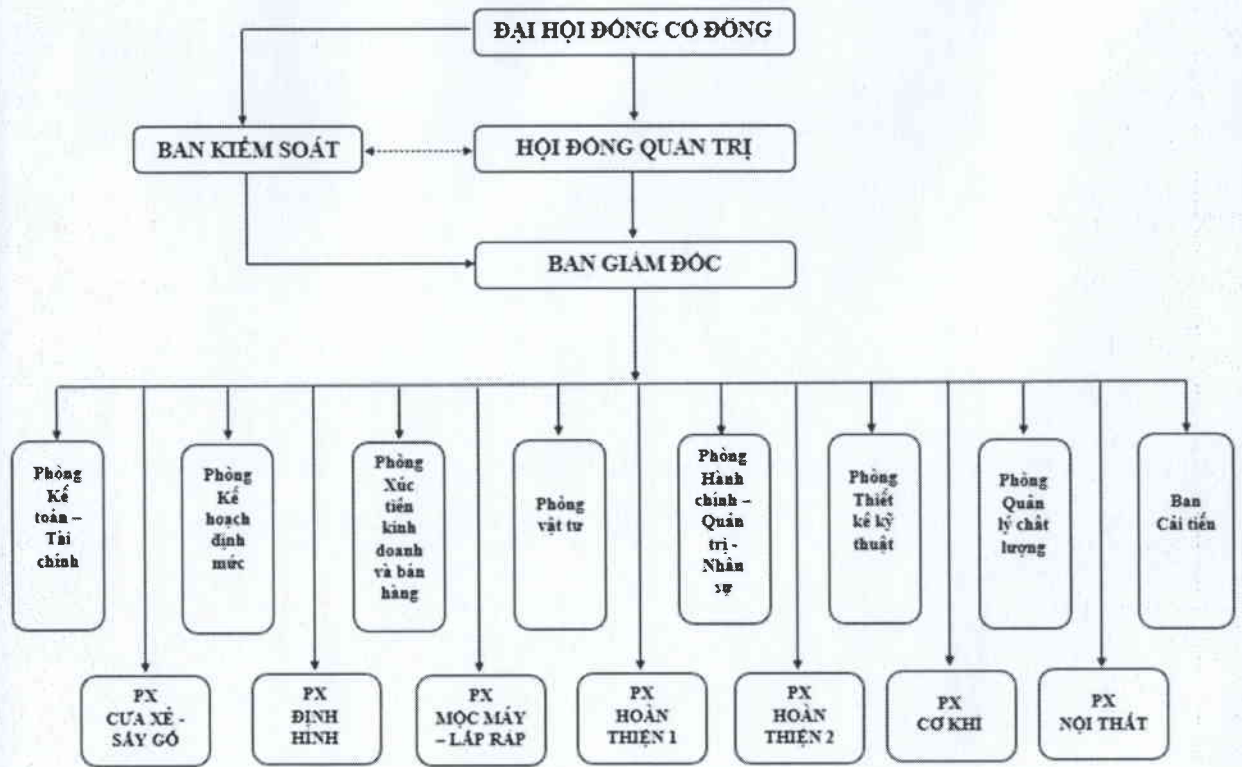 ĐẠI HỘI ĐỒNG CỔ ĐÔNG
BAN KIỂM SOÁT
HỘI ĐỒNG QUẢN TRỊ
BAN GIÁM ĐỐC
Phòng
Kế
toán –
Tài
chính
Phòng
Kế
hoạch
định
mức
Phòng
Xúc
tiến
kinh
doanh
và bán
hàng
Phòng
vật tư
Phòng
Hành
chính –
Quản
trị -
Nhân
sự
Phòng
Thiết
kế kỹ
thuật
Phòng
Quản
lý chất
lượng
Ban
Cải tiến
PX
CƯA XẺ -
SẤY GỖ
PX
ĐỊNH
HÌNH
PX
MỘC MÁY
– LẮP RÁP
PX
HOÀN
THIỆN 1
PX
HOÀN
THIỆN 2
PX
CƠ KHÍ
PX
NỘI THẤT